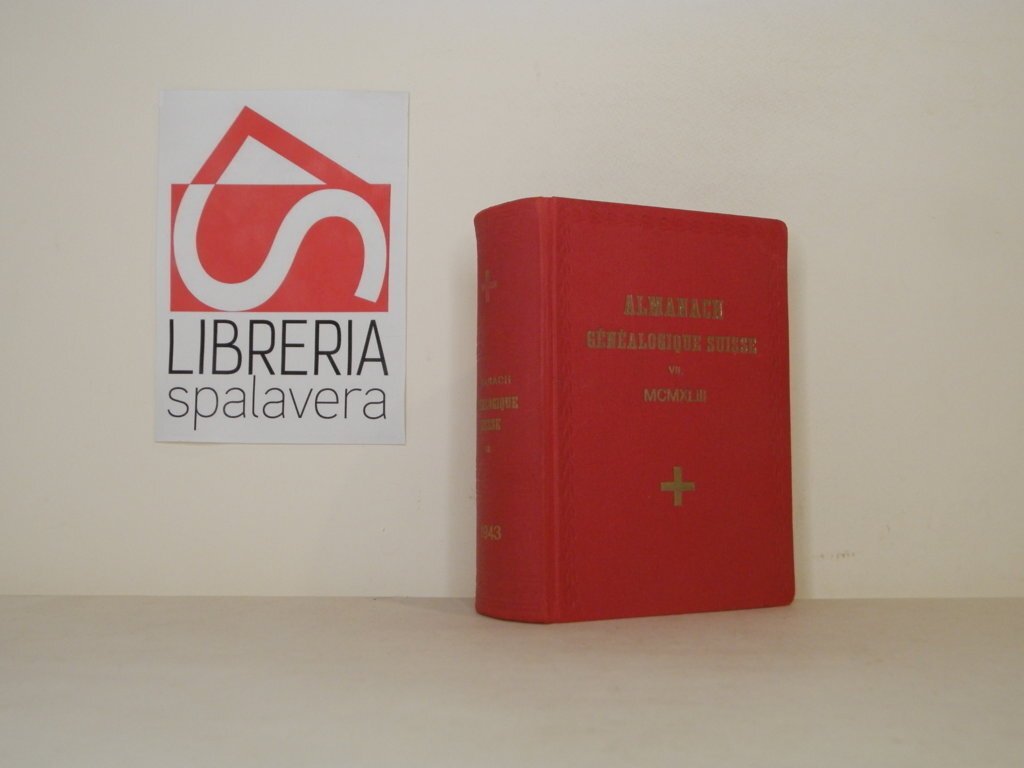 LIBRERIA
spalavera
ALMANACH
GÉNÉALOGIQUE SUISSE
VII.
MCMXLIII
1943